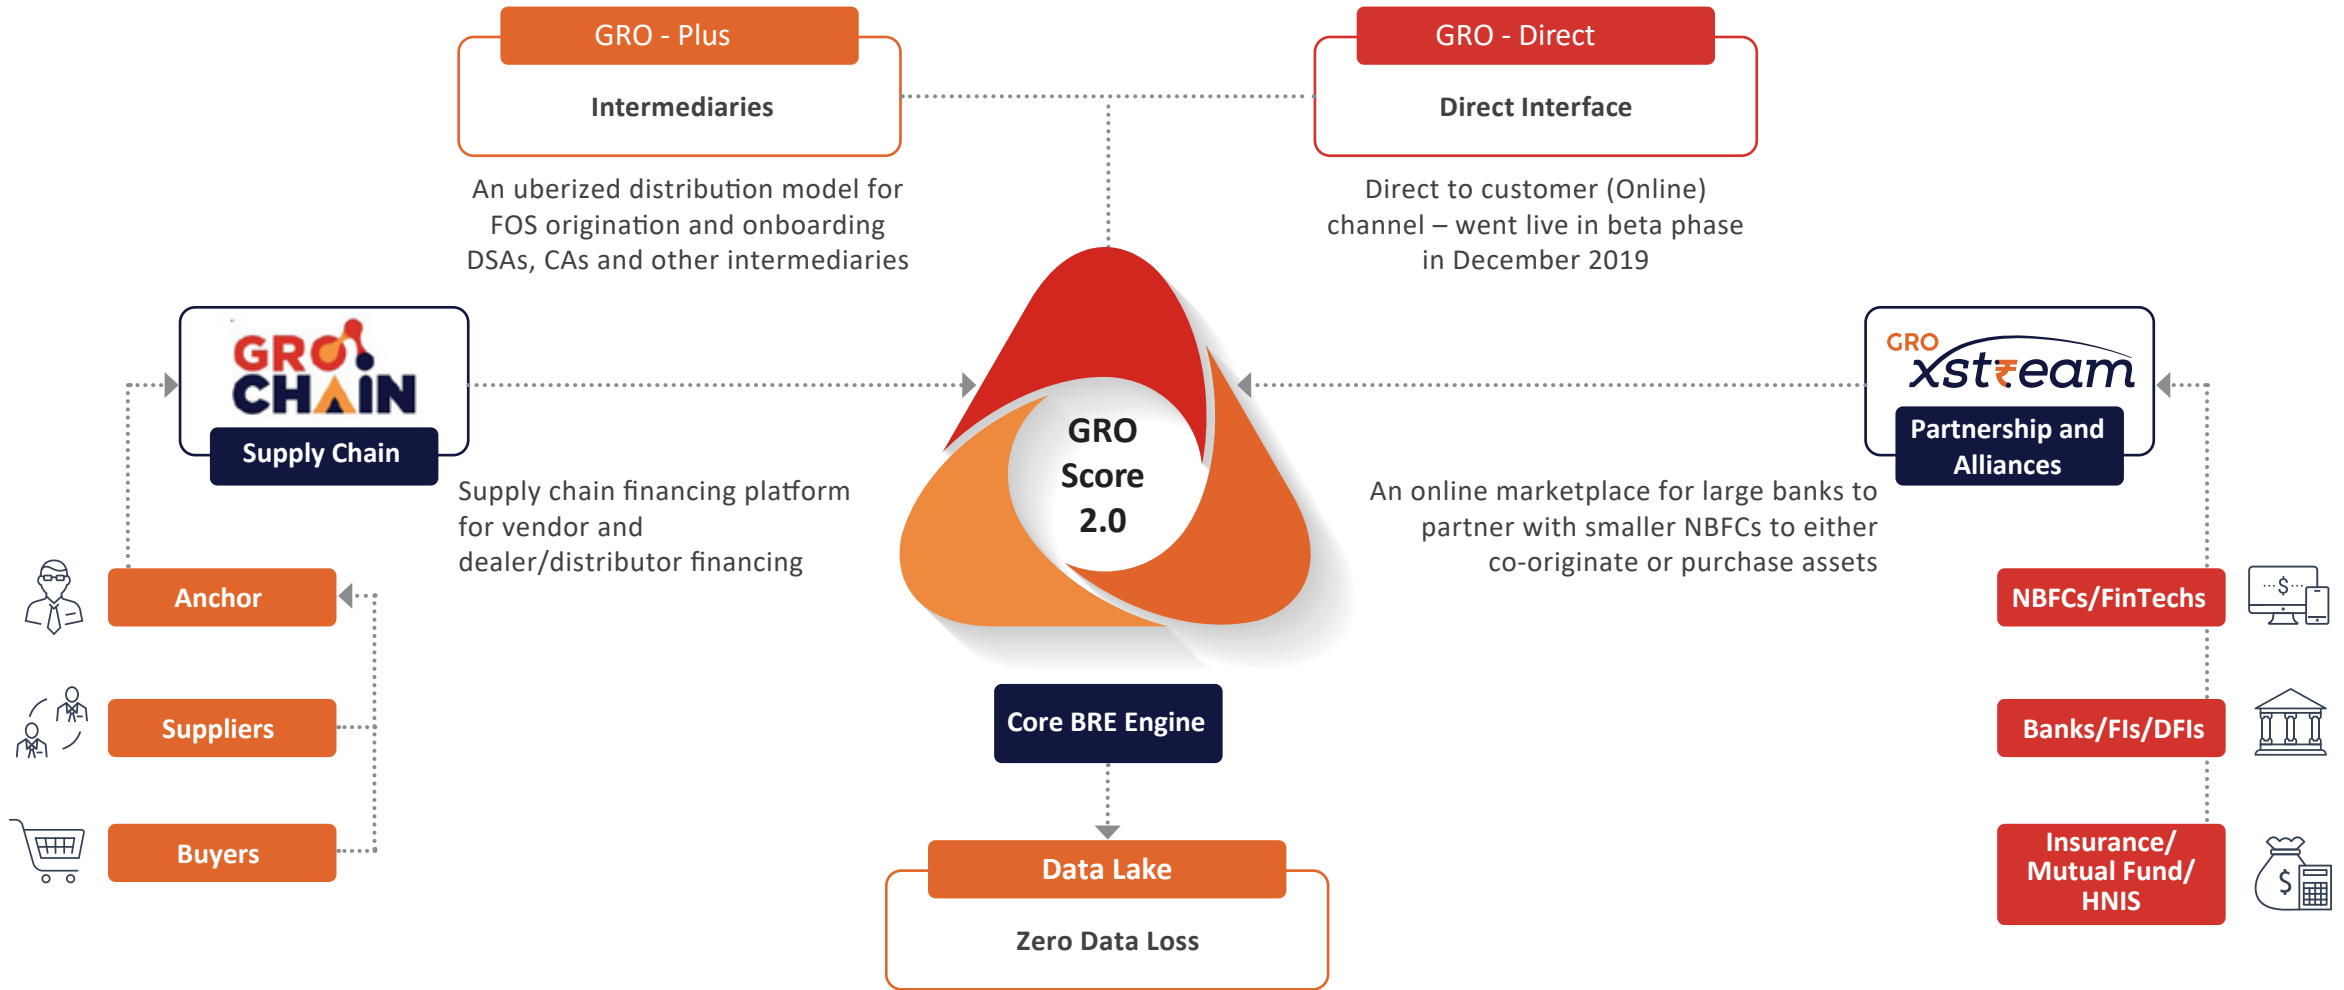 GRO - Plus
Intermediaries
An uberized distribution model for
FOS origination and onboarding
DSAs, CAs and other intermediaries
GRO - Direct
Direct Interface
Direct to customer (Online)
channel – went live in beta phase
in December 2019
GRO
CHAIN
Supply Chain
Supply chain financing platform
for vendor and
dealer/distributor financing
GRO
Score
2.0
GRO
xst₹eam
Partnership and
Alliances
An online marketplace for large banks to
partner with smaller NBFCs to either
co-originate or purchase assets
Anchor
Suppliers
Buyers
Core BRE Engine
Data Lake
Zero Data Loss
NBFCs/FinTechs
$
Banks/FIs/DFIs
Insurance/
Mutual Fund/
HNIS
$